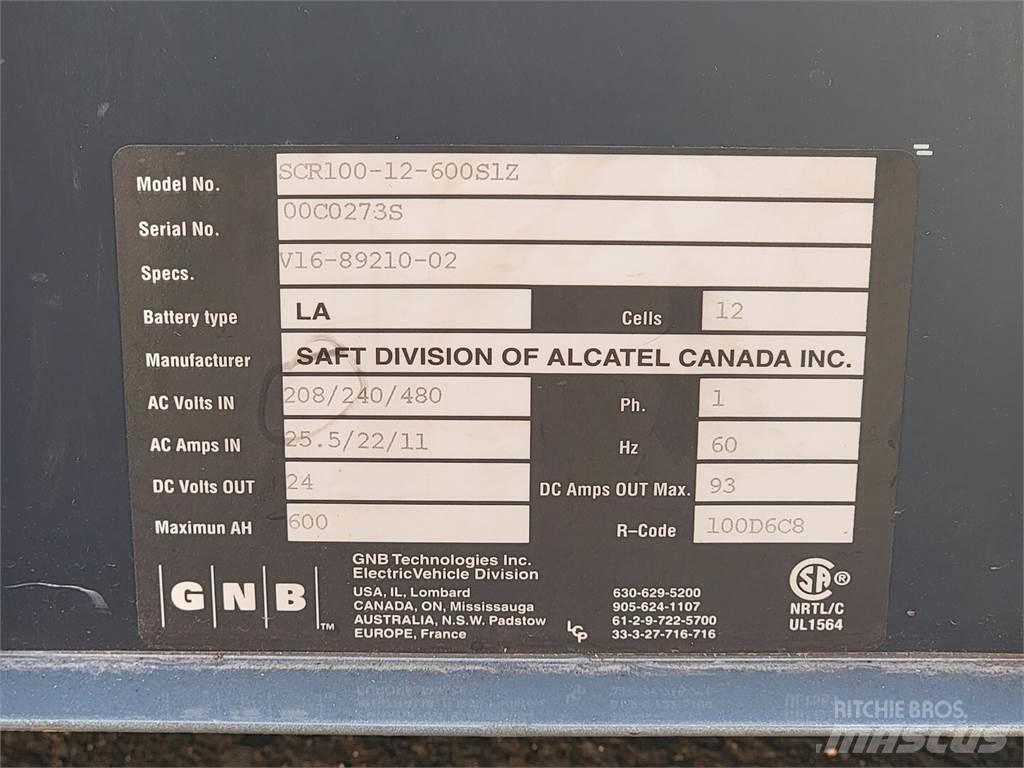 Model No. SCR100-12-600S1Z
Serial No. 00C0273S
Specs. V16-89210-02
Battery type LA Cells 12
Manufacturer SAFT DIVISION OF ALCATEL CANADA INC.
AC Volts IN 208/240/480 Ph. 1
AC Amps IN 25.5/22/11 Hz 60
DC Volts OUT 24 DC Amps OUT Max. 93
Maximun AH 600 R-Code 100D6C8
GNB TM
GNB Technologies Inc.
ElectricVehicle Division
USA, IL, Lombard 630-629-5200
CANADA, ON, Mississauga 905-624-1107
AUSTRALIA, N.S.W. Padstow 61-2-9-722-5700
EUROPE, France 33-3-27-716-716
LCP
SA ®
NRTL/C
UL1564
RITCHIE BROS.
MASCUS